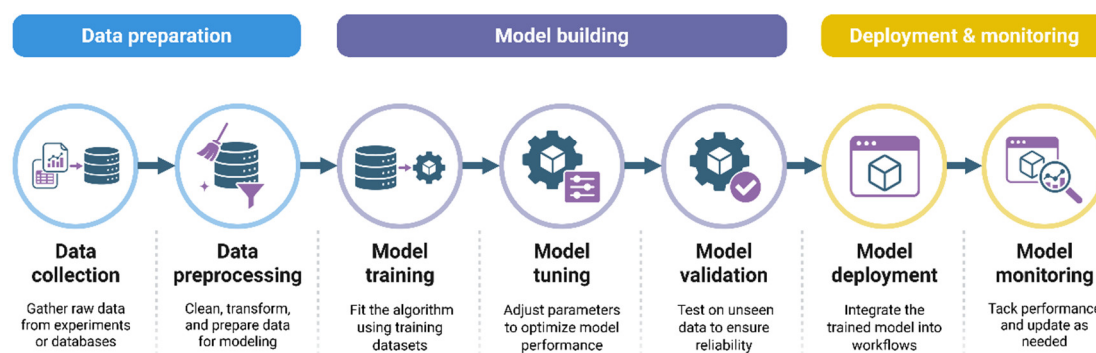 Data preparation
Model building
Deployment & monitoring
Data
collection
Gather raw data
from experiments
or databases
Data
preprocessing
Clean, transform,
and prepare data
for modeling
Model
training
Fit the algorithm
using training
datasets
Model
tuning
Adjust parameters
to optimize model
performance
Model
validation
Test on unseen
data to ensure
reliability
Model
deployment
Integrate the
trained model into
workflows
Model
monitoring
Tack performance
and update as
needed